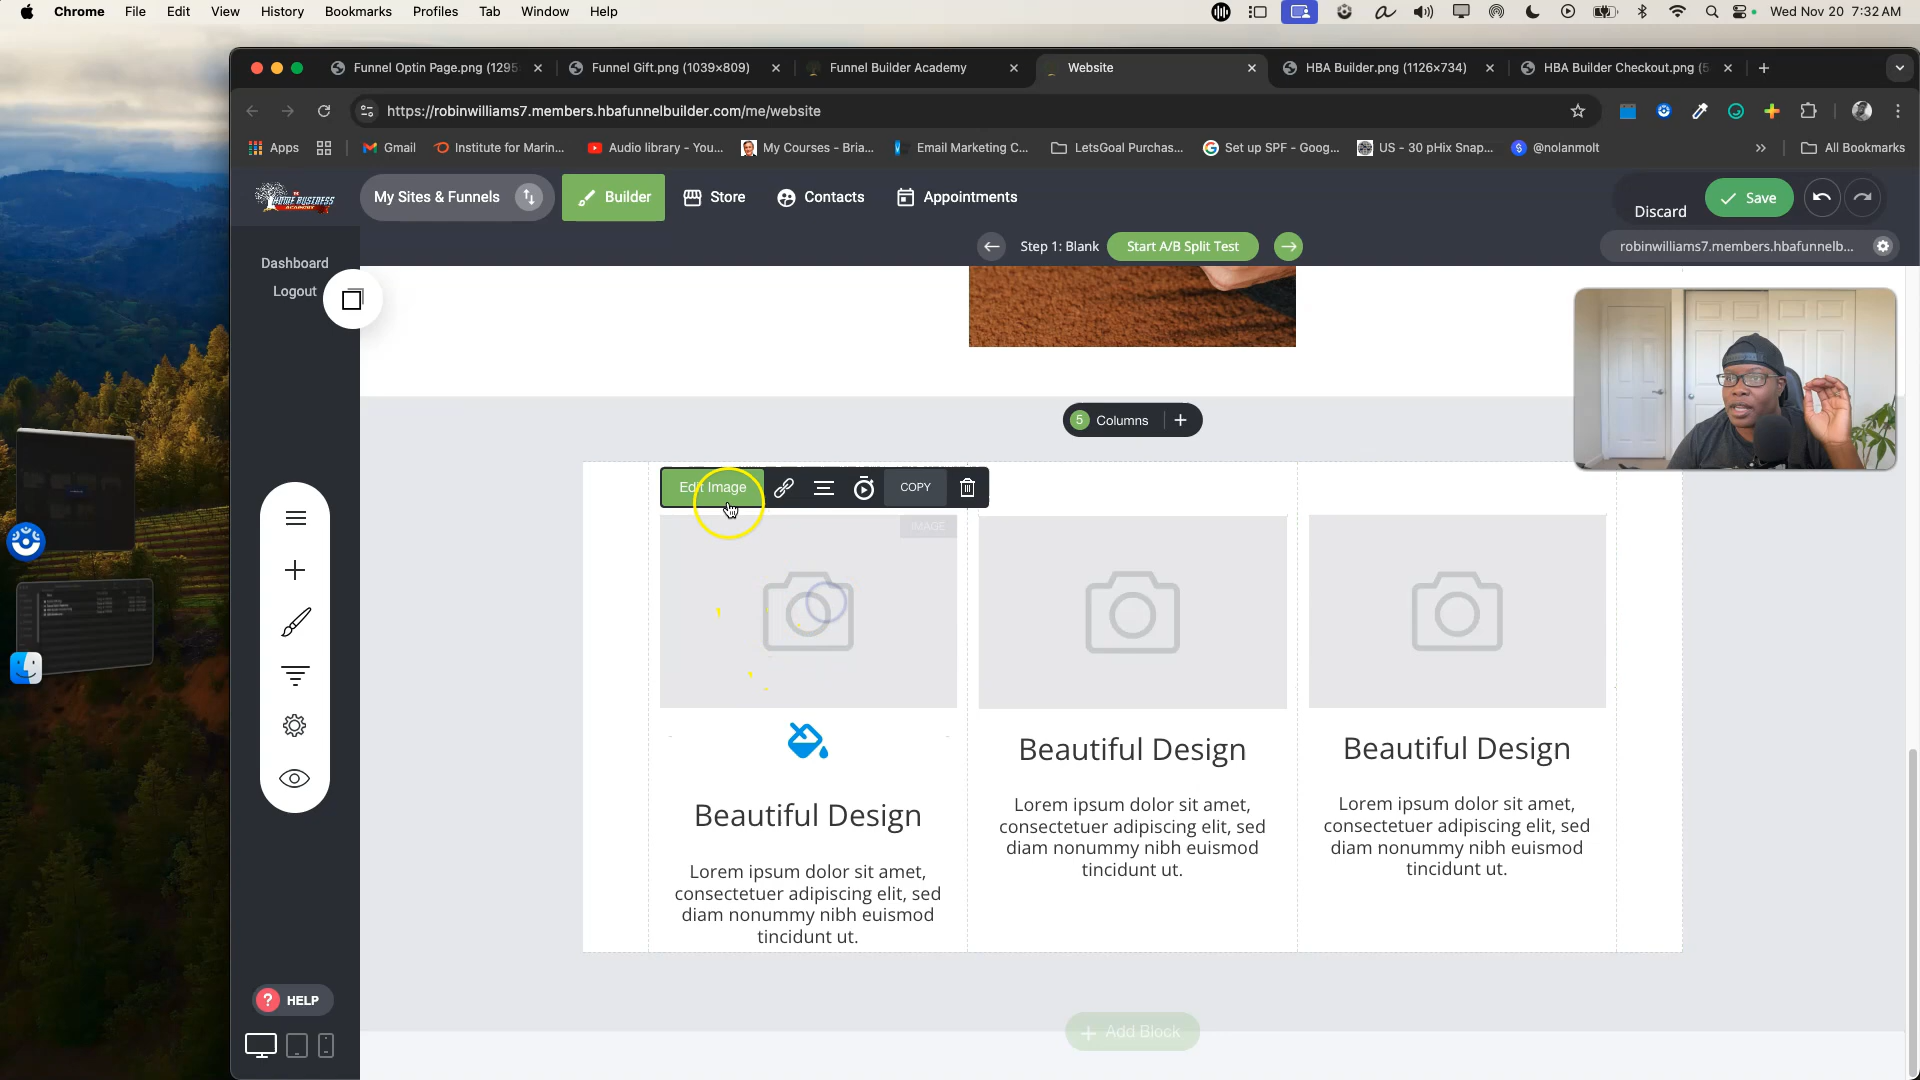 Chrome File Edit View History Bookmarks Profiles Tab Window Help
Wed Nov 20 7:32 AM
Funnel Optin Page.png (1295
Funnel Gift.png (1039×809)
Funnel Builder Academy
Website
HBA Builder.png (1126×734)
HBA Builder Checkout.png (5
https://robinwilliams7.members.hbafunnelbuilder.com/me/website
Apps
Gmail
Institute for Marin...
Audio library - You...
My Courses - Bria...
Email Marketing C...
LetsGoal Purchas...
Set up SPF - Goog...
US - 30 pHix Snap...
@nolanmolt
All Bookmarks
HOME BUSINESS
ACADEMY
My Sites & Funnels
Builder
Store
Contacts
Appointments
Discard
Save
Step 1: Blank
Start A/B Split Test
robinwilliams7.members.hbafunnelb...
Dashboard
Logout
5 Columns +
Edit Image
COPY
IMAGE
Beautiful Design
Lorem ipsum dolor sit amet,
consectetuer adipiscing elit, sed
diam nonummy nibh euismod
tincidunt ut.
Beautiful Design
Lorem ipsum dolor sit amet,
consectetuer adipiscing elit, sed
diam nonummy nibh euismod
tincidunt ut.
Beautiful Design
Lorem ipsum dolor sit amet,
consectetuer adipiscing elit, sed
diam nonummy nibh euismod
tincidunt ut.
? HELP
+ Add Block